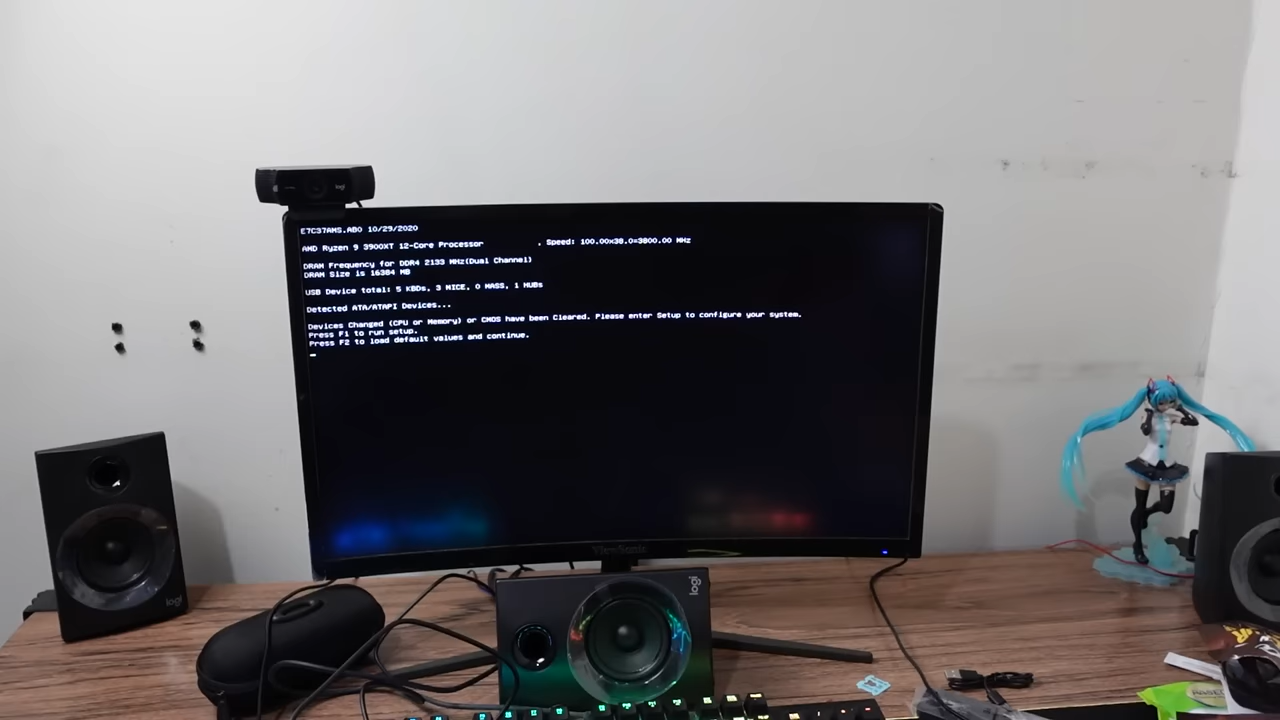 logi
E7C37AMS.AB0 10/29/2020
AMD Ryzen 9 3900XT 12-Core Processor , Speed: 100.00x38.0=3800.00 MHz
DRAM Frequency for DDR4 2133 MHz(Dual Channel)
DRAM Size is 16384 MB
USB Device total: 5 KBDs, 3 MICE, 0 MASS, 1 HUBs
Detected ATA/ATAPI Devices...
Devices Changed (CPU or Memory) or CMOS have been Cleared. Please enter Setup to configure your system.
Press F1 to run setup.
Press F2 to load default values and continue.
ViewSonic
logi
logi